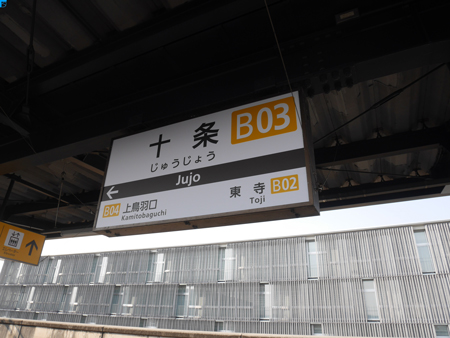 十条 B03
じゅうじょう
Jujo
B04 上鳥羽口
Kamitobaguchi
東寺 B02
Toji